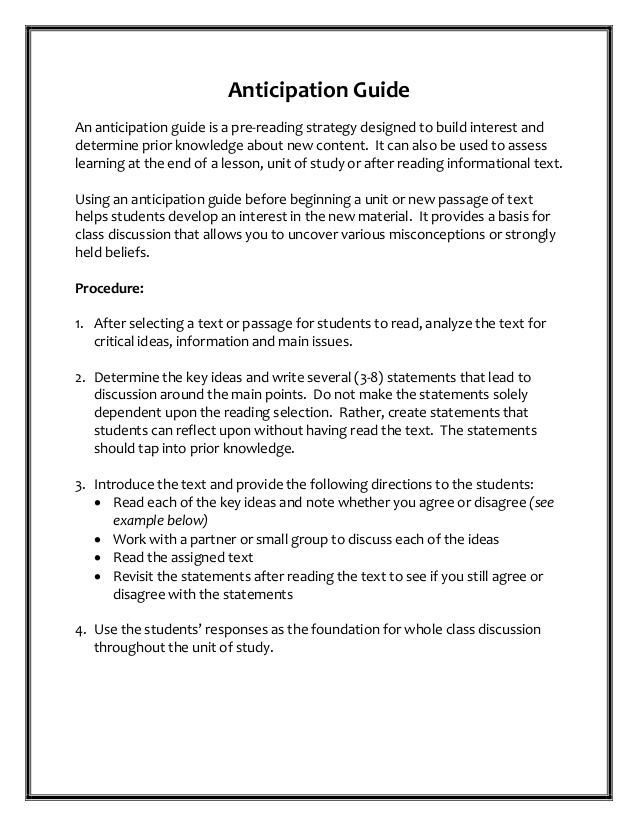 Anticipation Guide
An anticipation guide is a pre-reading strategy designed to build interest and
determine prior knowledge about new content.  It can also be used to assess
learning at the end of a lesson, unit of study or after reading informational text.
Using an anticipation guide before beginning a unit or new passage of text
helps students develop an interest in the new material.  It provides a basis for
class discussion that allows you to uncover various misconceptions or strongly
held beliefs.
Procedure:
1. After selecting a text or passage for students to read, analyze the text for
critical ideas, information and main issues.
2. Determine the key ideas and write several (3-8) statements that lead to
discussion around the main points.  Do not make the statements solely
dependent upon the reading selection.  Rather, create statements that
students can reflect upon without having read the text.  The statements
should tap into prior knowledge.
3. Introduce the text and provide the following directions to the students:
• Read each of the key ideas and note whether you agree or disagree (see
example below)
• Work with a partner or small group to discuss each of the ideas
• Read the assigned text
• Revisit the statements after reading the text to see if you still agree or
disagree with the statements
4. Use the students’ responses as the foundation for whole class discussion
throughout the unit of study.